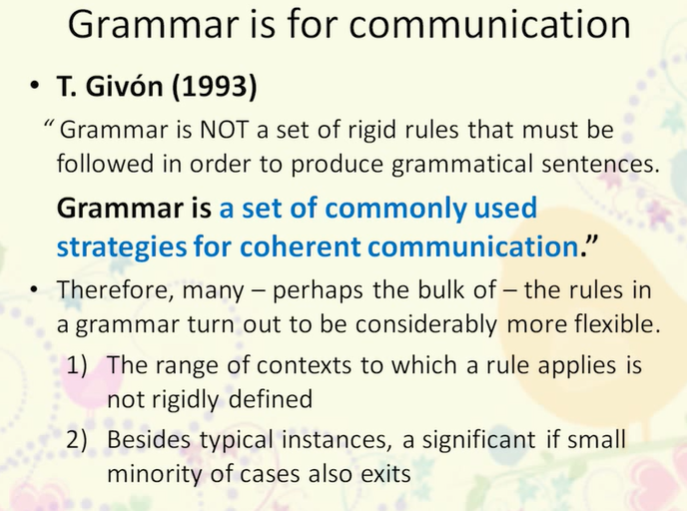 Grammar is for communication
• T. Givón (1993)
“ Grammar is NOT a set of rigid rules that must be
followed in order to produce grammatical sentences.
Grammar is a set of commonly used
strategies for coherent communication.”
• Therefore, many – perhaps the bulk of – the rules in
a grammar turn out to be considerably more flexible.
1) The range of contexts to which a rule applies is
not rigidly defined
2) Besides typical instances, a significant if small
minority of cases also exits